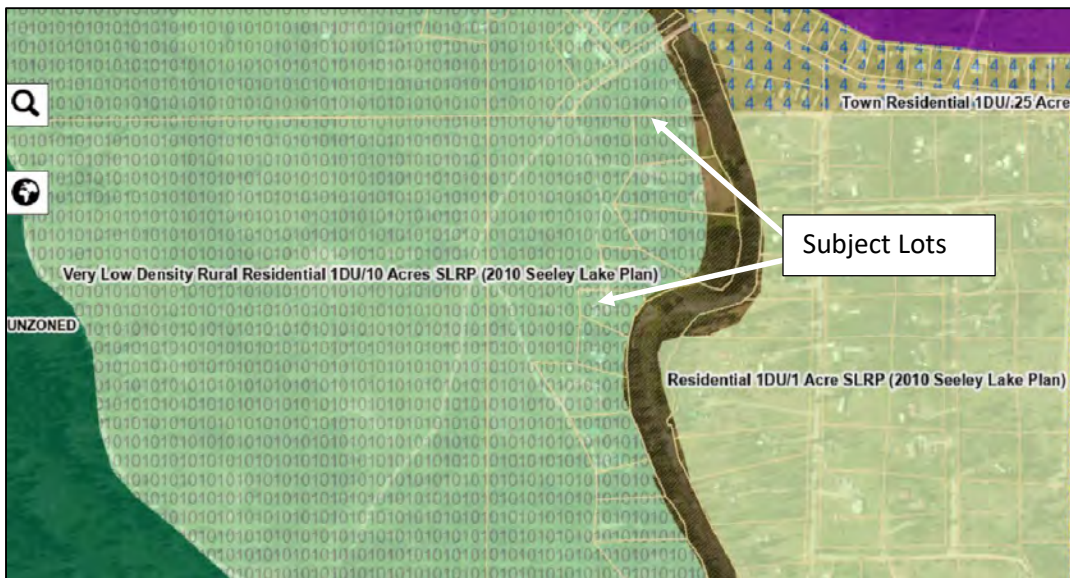 Town Residential 1DU/.25 Acre
Subject Lots
Very Low Density Rural Residential 1DU/10 Acres SLRP (2010 Seeley Lake Plan)
UNZONED
Residential 1DU/1 Acre SLRP (2010 Seeley Lake Plan)